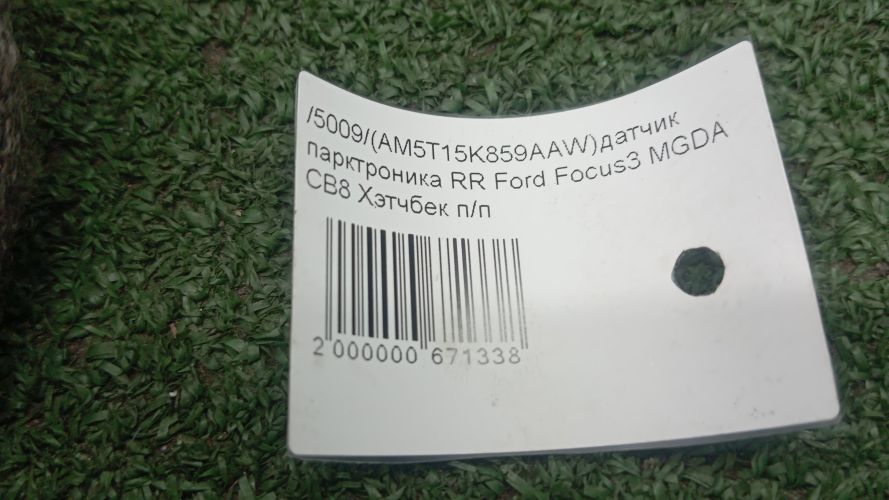 /5009/(AM5T15K859AAW)датчик
парктроника RR Ford Focus3 MGDA
CB8 Хэтчбек п/п
2 000000 671338